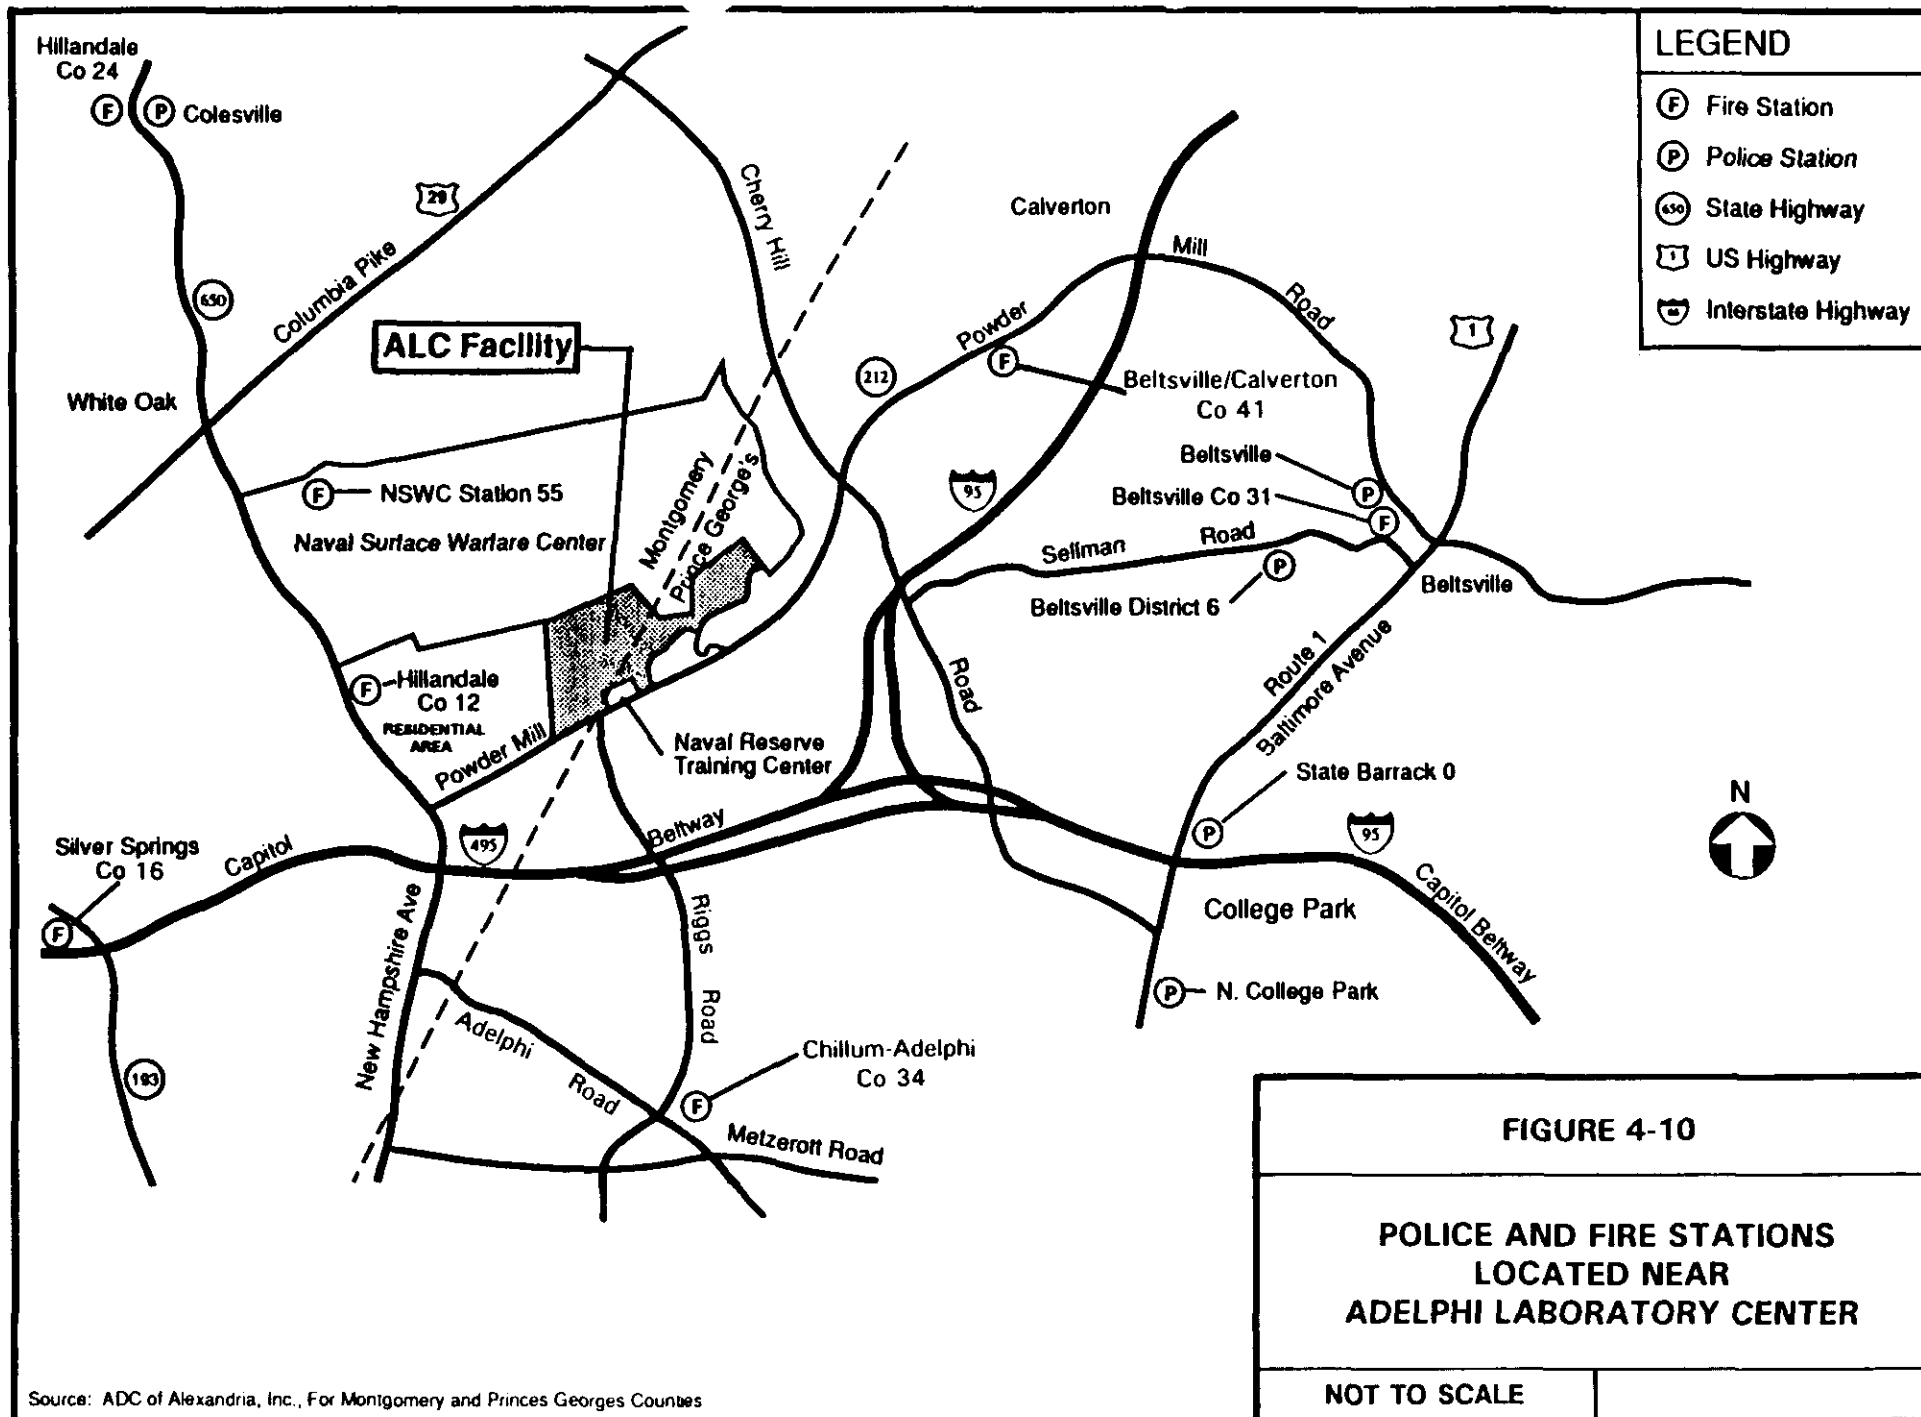 Hillandale
Co 24
F
P
Colesville
LEGEND
F Fire Station
P Police Station
650 State Highway
1 US Highway
Interstate Highway
29
Columbia Pike
650
Cherry Hill
Calverton
Mill
Road
Powder
1
ALC Facility
212
F
Beltsville/Calverton
Co 41
White Oak
Beltsville
P
95
Beltsville Co 31
F
F
NSWC Station 55
Naval Surface Warfare Center
Montgomery
Prince George's
Sellman
Road
P
Beltsville
Beltsville District 6
Route 1
Baltimore Avenue
F
Hillandale
Co 12
RESIDENTIAL
AREA
Powder Mill
Road
Naval Reserve
Training Center
State Barrack 0
P
N
Beltway
495
95
Silver Springs
Co 16
Capitol
F
New Hampshire Ave
Riggs
Road
College Park
Capitol Beltway
P
N. College Park
Adelphi
Road
193
Chillum-Adelphi
Co 34
F
Metzerott Road
FIGURE 4-10
POLICE AND FIRE STATIONS
LOCATED NEAR
ADELPHI LABORATORY CENTER
NOT TO SCALE
Source: ADC of Alexandria, Inc., For Montgomery and Princes Georges Counties